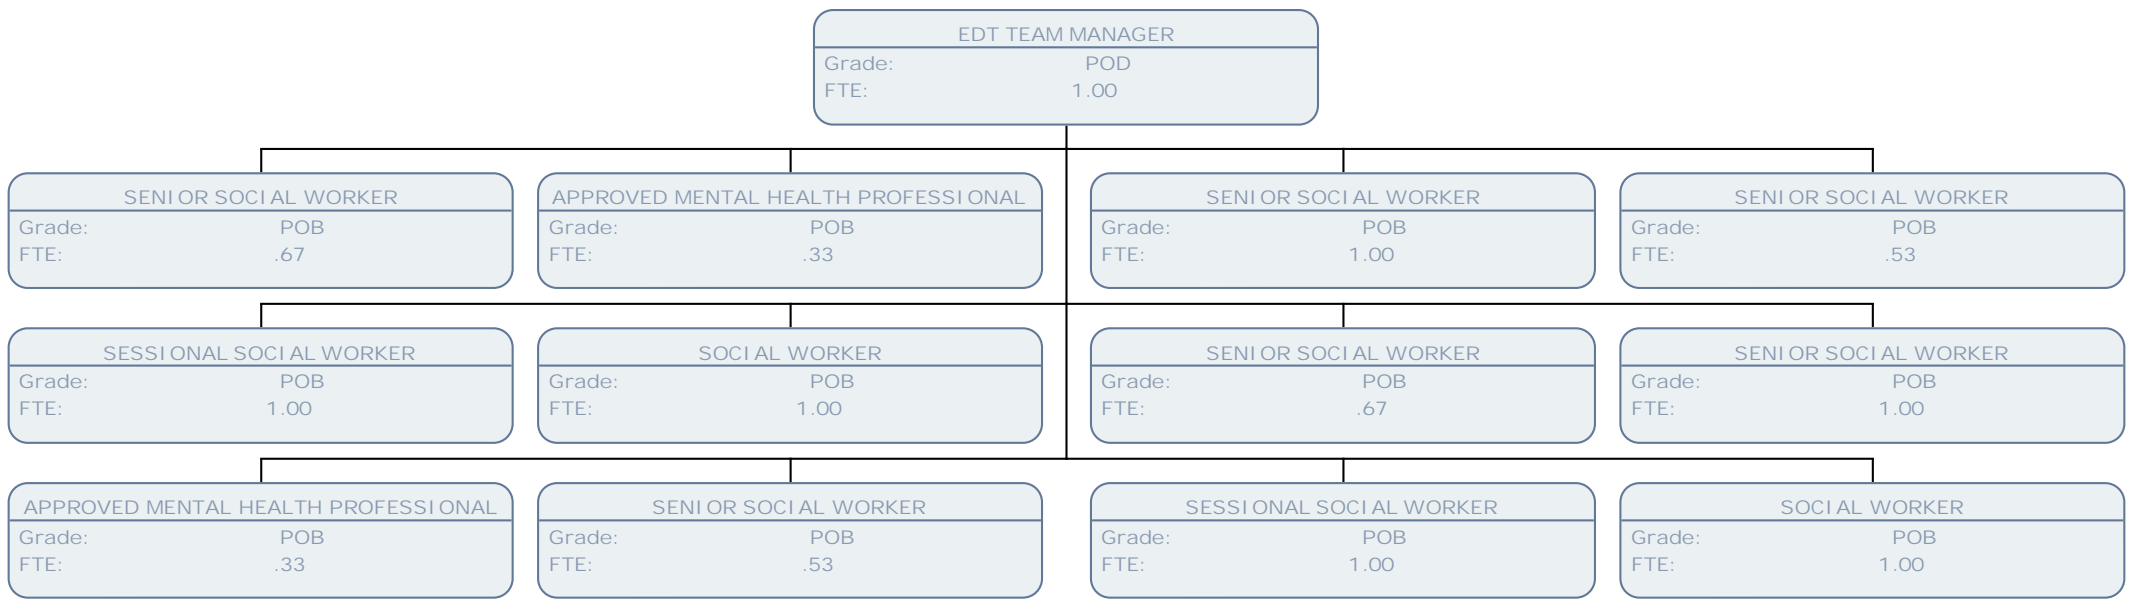 EDT TEAM MANAGER
Grade: POD
FTE: 1.00
SENIOR SOCIAL WORKER
Grade: POB
FTE: .67
APPROVED MENTAL HEALTH PROFESSIONAL
Grade: POB
FTE: .33
SENIOR SOCIAL WORKER
Grade: POB
FTE: 1.00
SENIOR SOCIAL WORKER
Grade: POB
FTE: .53
SESSIONAL SOCIAL WORKER
Grade: POB
FTE: 1.00
SOCIAL WORKER
Grade: POB
FTE: 1.00
SENIOR SOCIAL WORKER
Grade: POB
FTE: .67
SENIOR SOCIAL WORKER
Grade: POB
FTE: 1.00
APPROVED MENTAL HEALTH PROFESSIONAL
Grade: POB
FTE: .33
SENIOR SOCIAL WORKER
Grade: POB
FTE: .53
SESSIONAL SOCIAL WORKER
Grade: POB
FTE: 1.00
SOCIAL WORKER
Grade: POB
FTE: 1.00